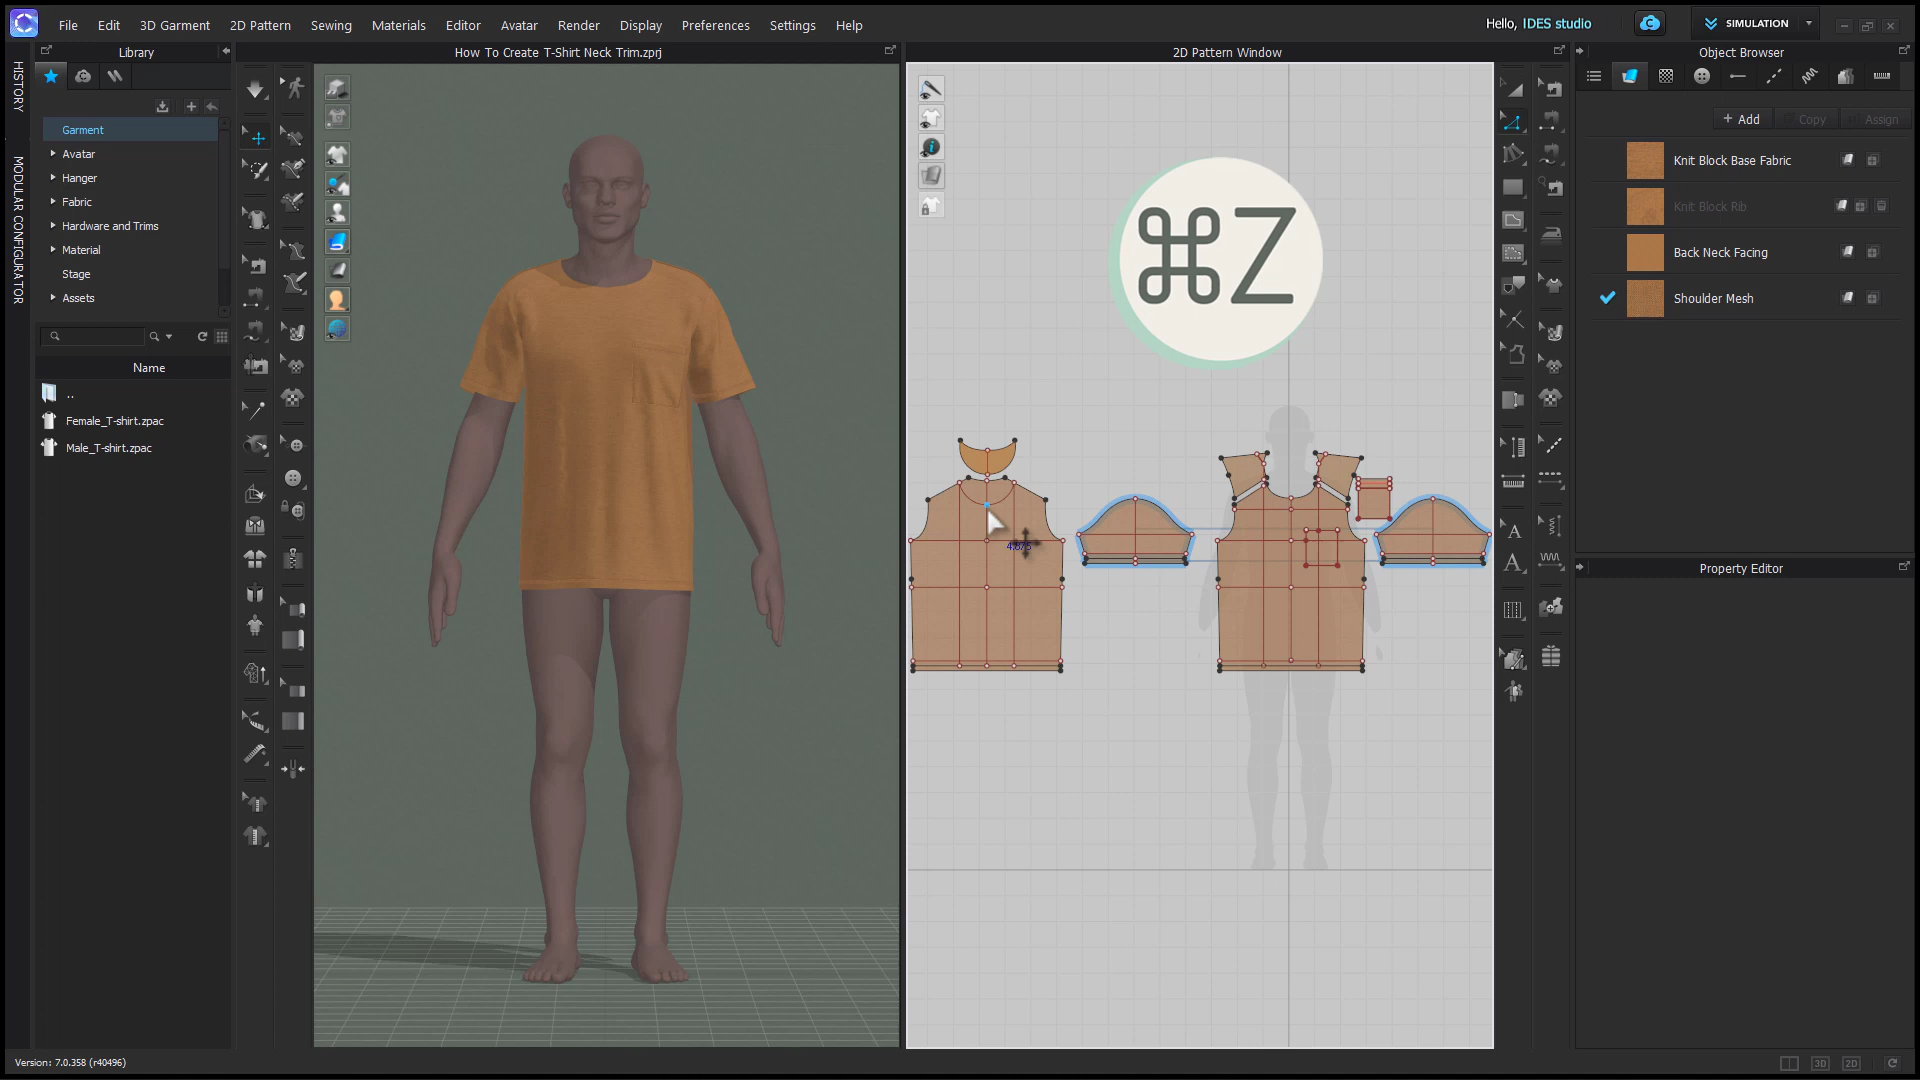 File Edit 3D Garment 2D Pattern Sewing Materials Editor Avatar Render Display Preferences Settings Help
Hello, IDES studio
SIMULATION
Library
How To Create T-Shirt Neck Trim.zprj
2D Pattern Window
Object Browser
HISTORY
MODULAR CONFIGURATOR
Garment
Avatar
Hanger
Fabric
Hardware and Trims
Material
Stage
Assets
Name
..
Female_T-shirt.zpac
Male_T-shirt.zpac
⌘Z
+ Add Copy Assign
Knit Block Base Fabric
Knit Block Rib
Back Neck Facing
Shoulder Mesh
Property Editor
Version: 7.0.358 (r40496)
3D
2D